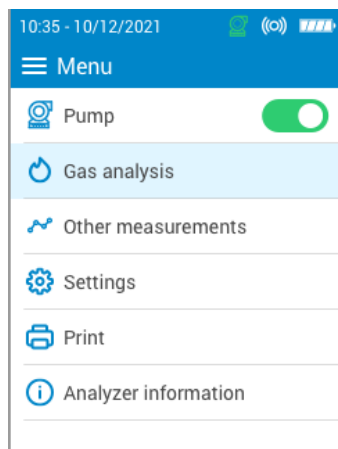 10:35 - 10/12/2021
Menu
Pump
Gas analysis
Other measurements
Settings
Print
Analyzer information